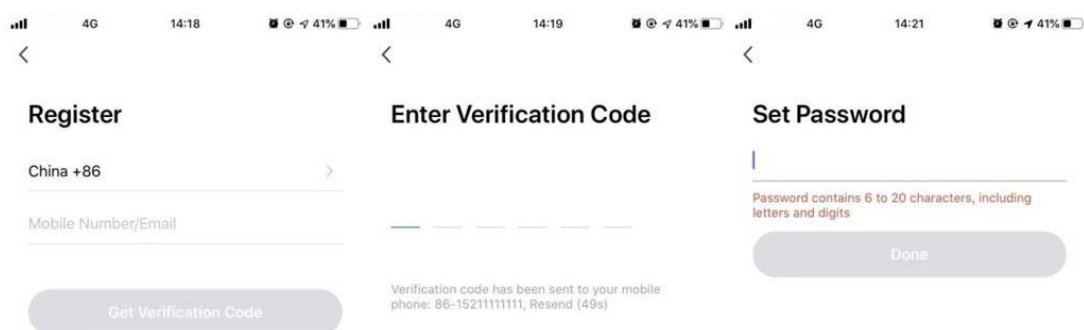 4G 14:18 41%
Register
China +86
Mobile Number/Email
Get Verification Code
4G 14:19 41%
Enter Verification Code
Verification code has been sent to your mobile
phone: 86-15211111111, Resend (49s)
4G 14:21 41%
Set Password
Password contains 6 to 20 characters, including
letters and digits
Done